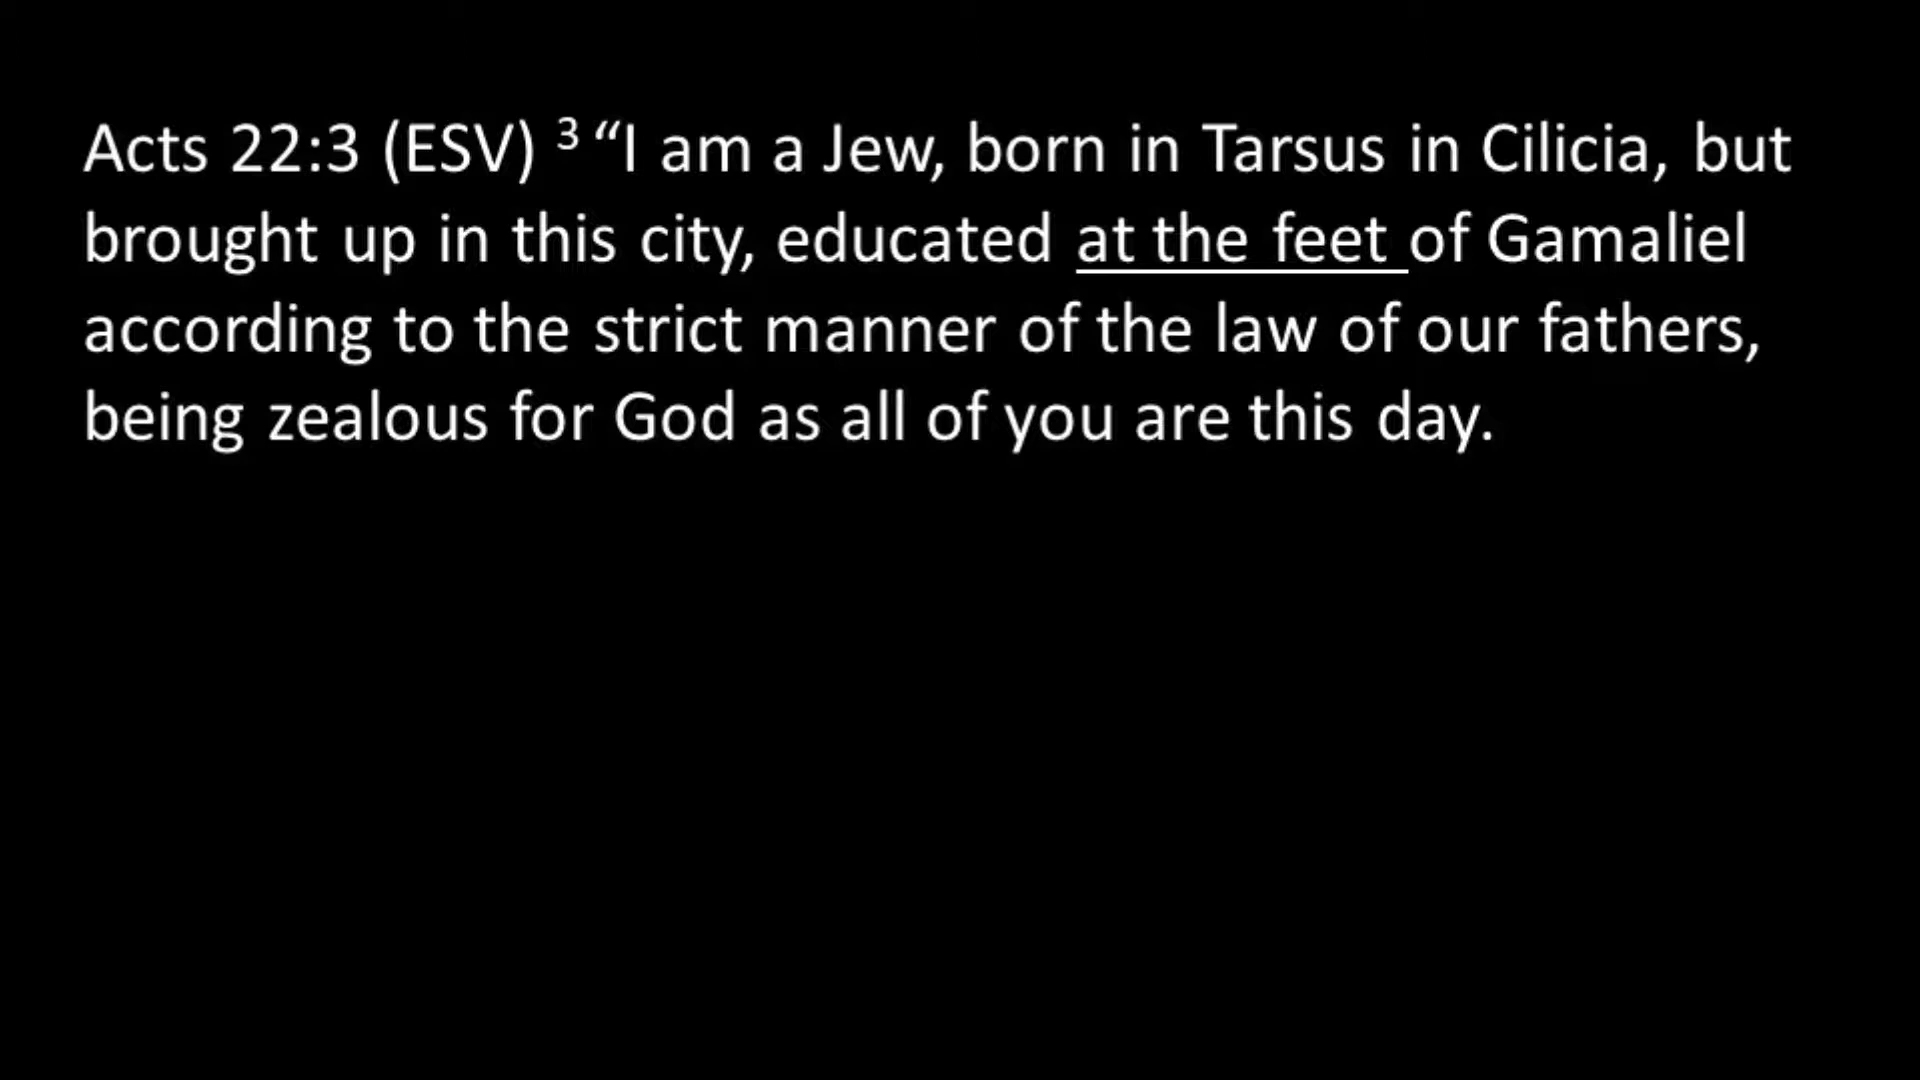 Acts 22:3 (ESV) ³ “I am a Jew, born in Tarsus in Cilicia, but
brought up in this city, educated at the feet of Gamaliel
according to the strict manner of the law of our fathers,
being zealous for God as all of you are this day.